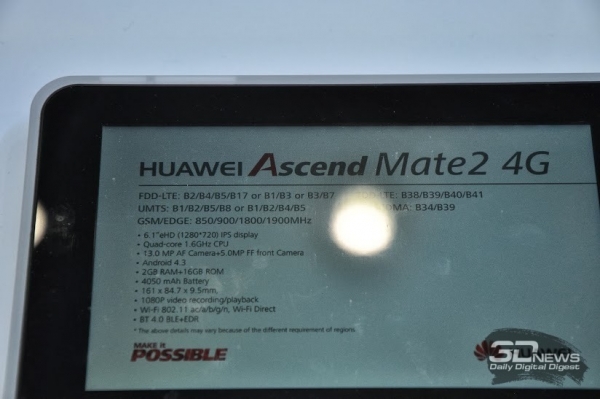 HUAWEI Ascend Mate2 4G
FDD-LTE: B2/B4/B5/B17 or B1/B3 or B3/B7 B38/B39/B40/B41
UMTS: B1/B2/B5/B8 or B1/B2/B4/B5 B34/B39
GSM/EDGE: 850/900/1800/1900MHz
• 6.1"eHD (1280*720) IPS display
• Quad-core 1.6GHz CPU
• 13.0 MP AF Camera+5.0MP FF front Camera
• Android 4.3
• 2GB RAM+16GB ROM
• 4050 mAh Battery
• 161 x 84.7 x 9.5mm
• 1080P video recording/playback
• Wi-Fi 802.11 ac/a/b/g/n, Wi-Fi Direct
• BT 4.0 BLE+EDR
*The above details may vary because of the different requirement of regions.
MAKE IT
POSSIBLE
HUAWEI
3DNEWS
Daily Digital Digest